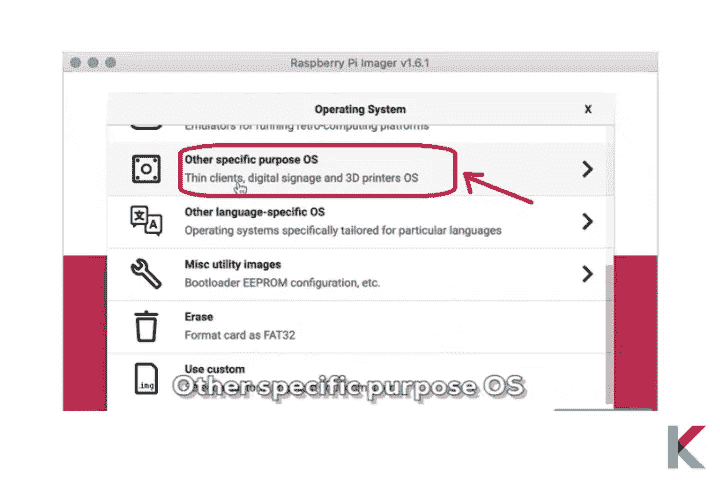 Raspberry Pi Imager v1.6.1
Operating System
X
Emulators for running retro-computing platforms
Other specific purpose OS
Thin clients, digital signage and 3D printers OS
Other language-specific OS
Operating systems specifically tailored for particular languages
Misc utility images
Bootloader EEPROM configuration, etc.
Erase
Format card as FAT32
Use custom
.img
Other specific purpose OS
K